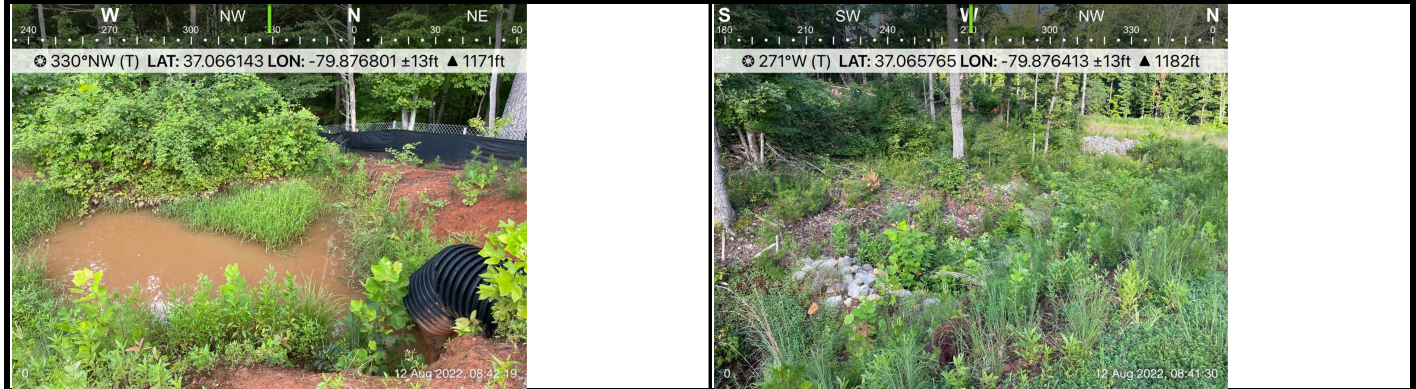 W NW N NE
240 270 300 330 0 30 60
330°NW (T) LAT: 37.066143 LON: -79.876801 ±13ft ▲ 1171ft
0 12 Aug 2022, 08:42:19
S SW W NW N
180 210 240 270 300 330 0
271°W (T) LAT: 37.065765 LON: -79.876413 ±13ft ▲ 1182ft
0 12 Aug 2022, 08:41:30